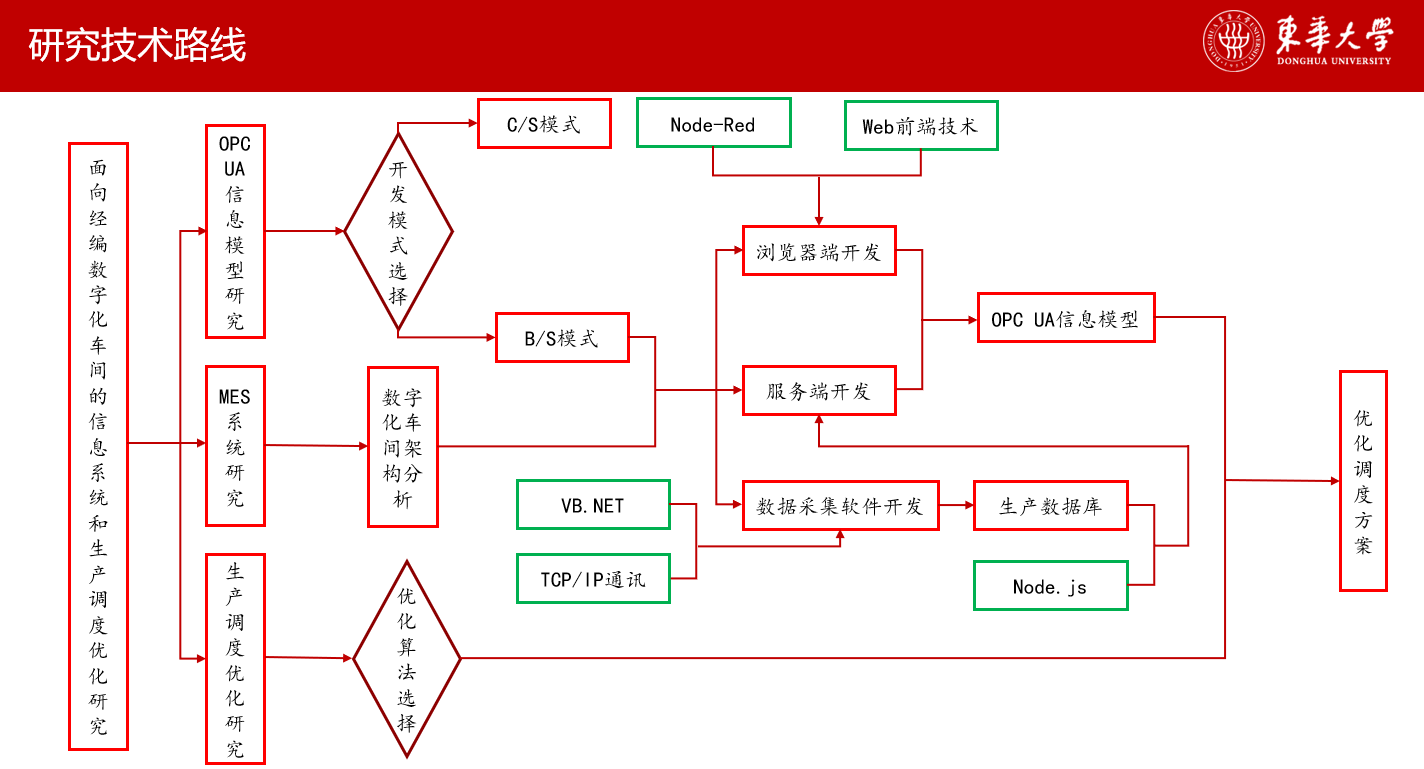 研究技术路线
東華大學
DONGHUA UNIVERSITY
面向经编数字化车间的信息系统和生产调度优化研究
OPC
UA
信息模型研究
MES
系统研究
生产调度优化研究
开发模式选择
数字
化车
间架
构分
析
优化算法选择
C/S模式
B/S模式
Node-Red
Web前端技术
浏览器端开发
服务端开发
OPC UA信息模型
VB.NET
TCP/IP通讯
数据采集软件开发
生产数据库
Node.js
优化调度方案